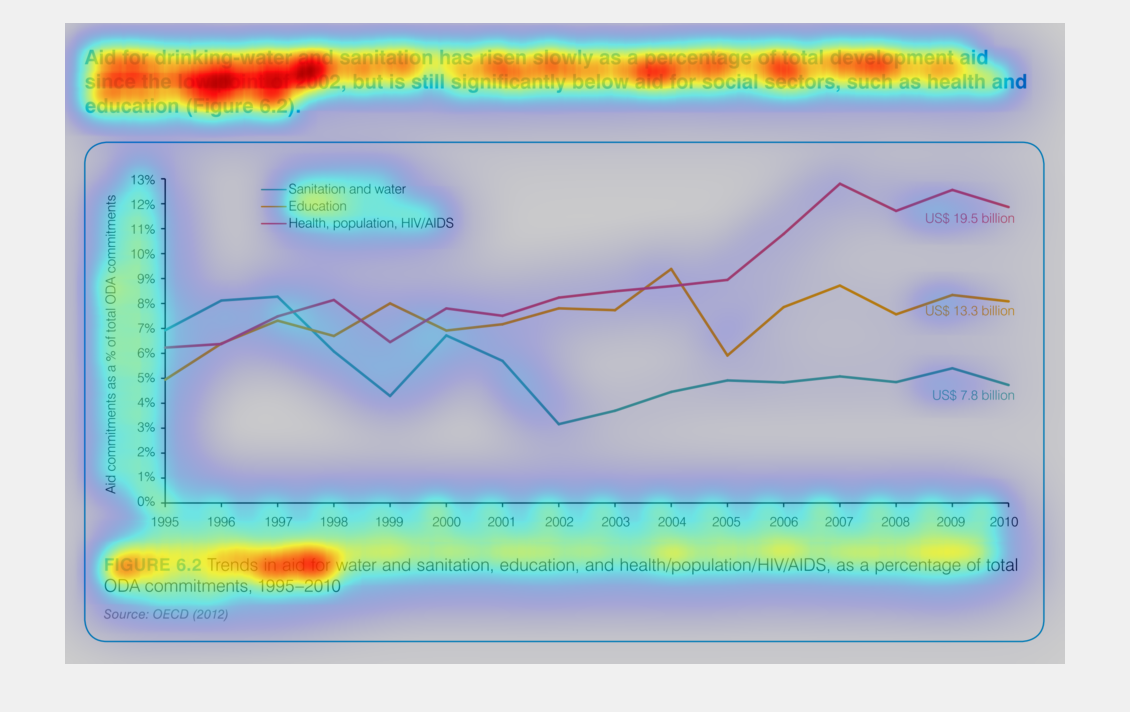 Aid for drinking-water and sanitation has risen slowly as a percentage of total development aid
since the low in 2002, but is still significantly below aid for social sectors, such as health and
education (Figure 6.2).
13%
12%
11%
10%
9%
8%
7%
6%
5%
4%
3%
2%
1%
0%
Aid commitments as a % of total ODA commitments
Sanitation and water
Education
Health, population, HIV/AIDS
US$ 19.5 billion
US$ 13.3 billion
US$ 7.8 billion
1995 1996 1997 1998 1999 2000 2001 2002 2003 2004 2005 2006 2007 2008 2009 2010
FIGURE 6.2 Trends in aid for water and sanitation, education, and health/population/HIV/AIDS, as a percentage of total
ODA commitments, 1995–2010
Source: OECD (2012)